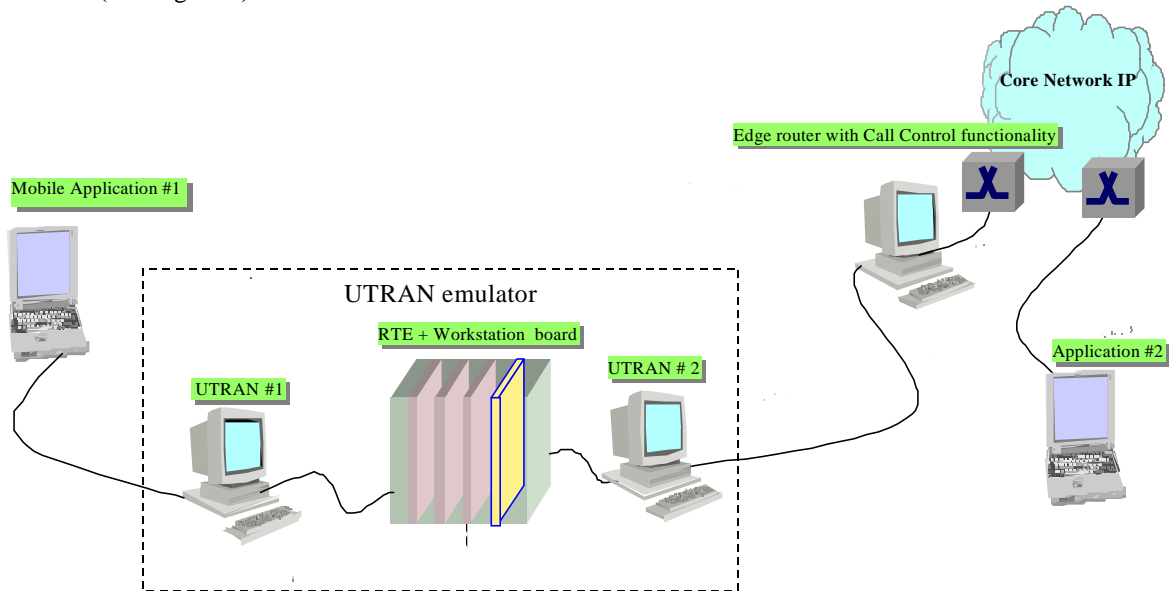 Core Network IP
Edge router with Call Control functionality
Mobile Application #1
UTRAN emulator
RTE + Workstation board
UTRAN #1
UTRAN # 2
Application #2